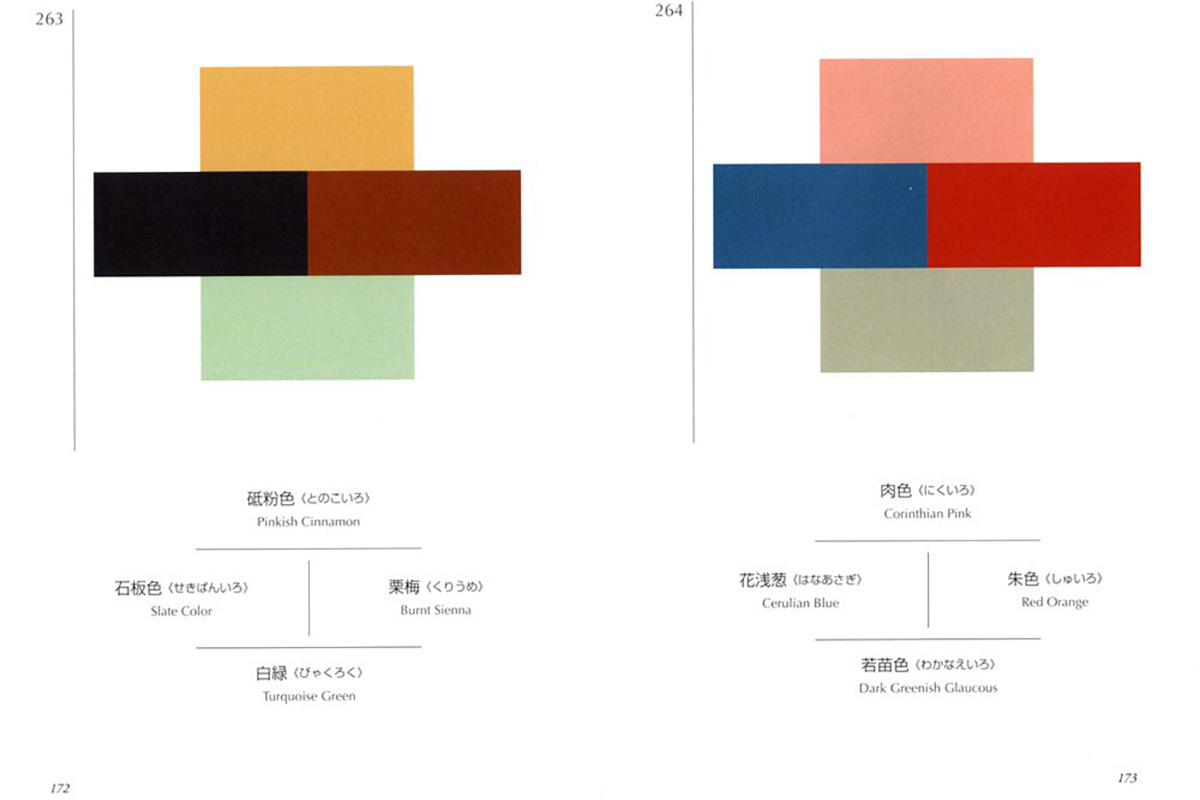 263
砥粉色〈とのこいろ〉
Pinkish Cinnamon
石板色〈せきばんいろ〉
Slate Color
栗梅〈くりうめ〉
Burnt Sienna
白緑〈びゃくろく〉
Turquoise Green
172
264
肉色〈にくいろ〉
Corinthian Pink
花浅葱〈はなあさぎ〉
Cerulian Blue
朱色〈しゅいろ〉
Red Orange
若苗色〈わかなえいろ〉
Dark Greenish Glaucous
173